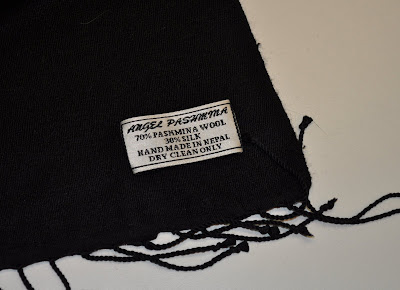 ANGEL PASHMINA
70% PASHMINA WOOL
30% SILK
HAND MADE IN NEPAL
DRY CLEAN ONLY